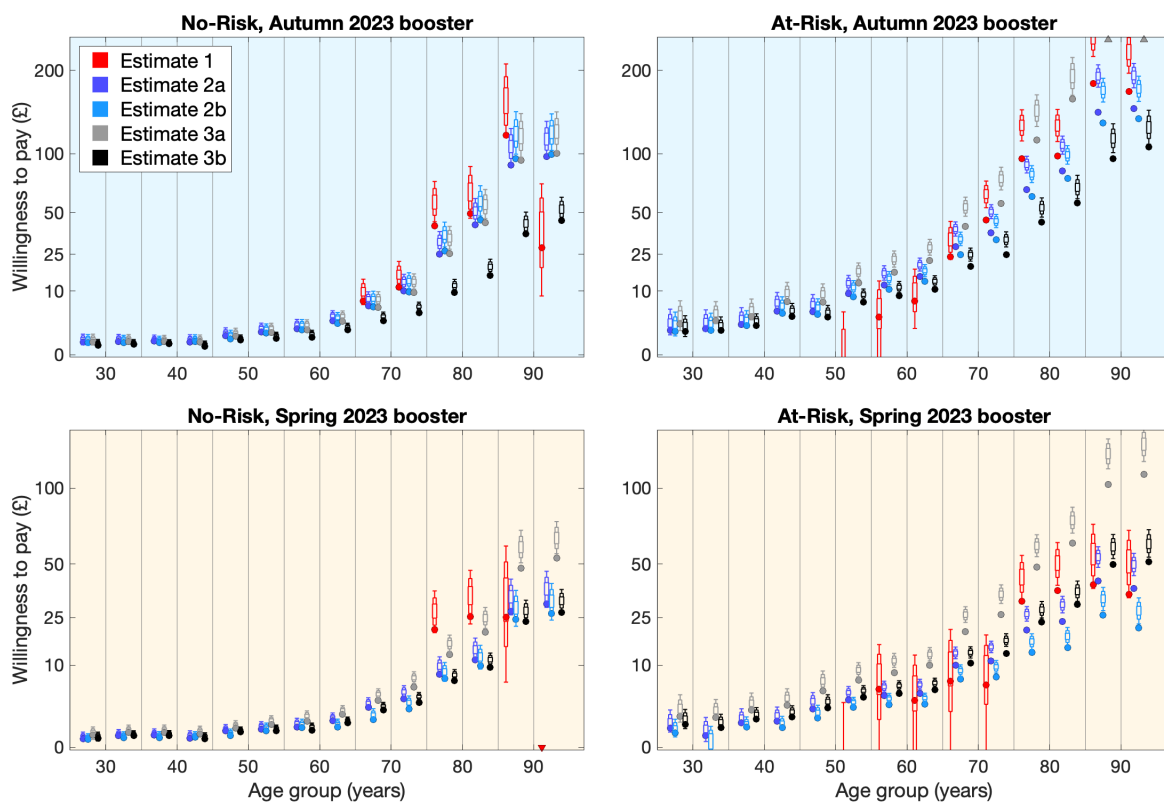 No-Risk, Autumn 2023 booster
Willingness to pay (£)
200
100
50
25
10
0
Estimate 1
Estimate 2a
Estimate 2b
Estimate 3a
Estimate 3b
30 40 50 60 70 80 90
At-Risk, Autumn 2023 booster
200
100
50
25
10
0
30 40 50 60 70 80 90
No-Risk, Spring 2023 booster
Willingness to pay (£)
100
50
25
10
0
30 40 50 60 70 80 90
Age group (years)
At-Risk, Spring 2023 booster
100
50
25
10
0
30 40 50 60 70 80 90
Age group (years)